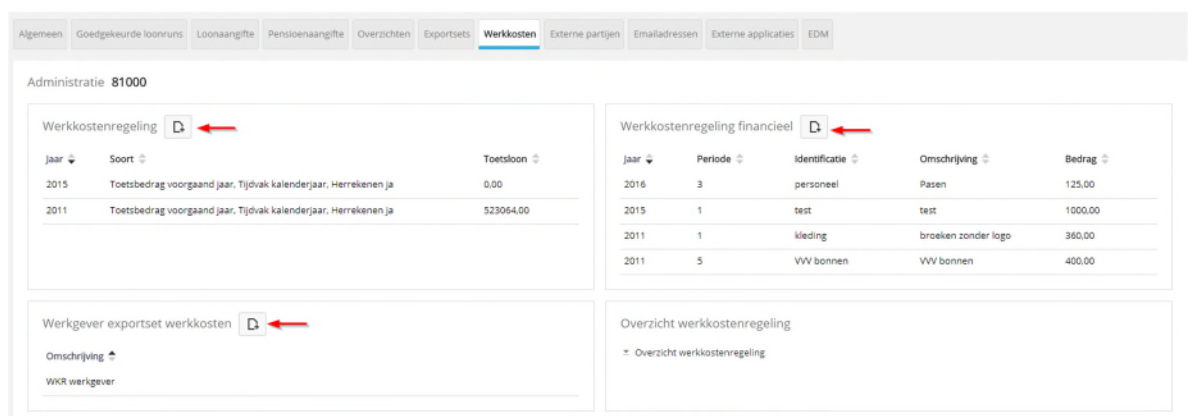 Algemeen Goedgekeurde loonruns Loonaangifte Pensioenaangifte Overzichten Exportsets Werkkosten Externe partijen Emailadressen Externe applicaties EDM
Administratie 81000
Werkkostenregeling
Jaar Soort Toetsloon
2015 Toetsbedrag voorgaand jaar, Tijdvak kalenderjaar, Herrekenen ja 0,00
2011 Toetsbedrag voorgaand jaar, Tijdvak kalenderjaar, Herrekenen ja 523064,00
Werkkostenregeling financieel
Jaar Periode Identificatie Omschrijving Bedrag
2016 3 personeel Pasen 125,00
2015 1 test test 1000,00
2011 1 kleding broeken zonder logo 360,00
2011 5 VVV bonnen VVV bonnen 400,00
Werkgever exportset werkkosten
Omschrijving
WKR werkgever
Overzicht werkkostenregeling
Overzicht werkkostenregeling